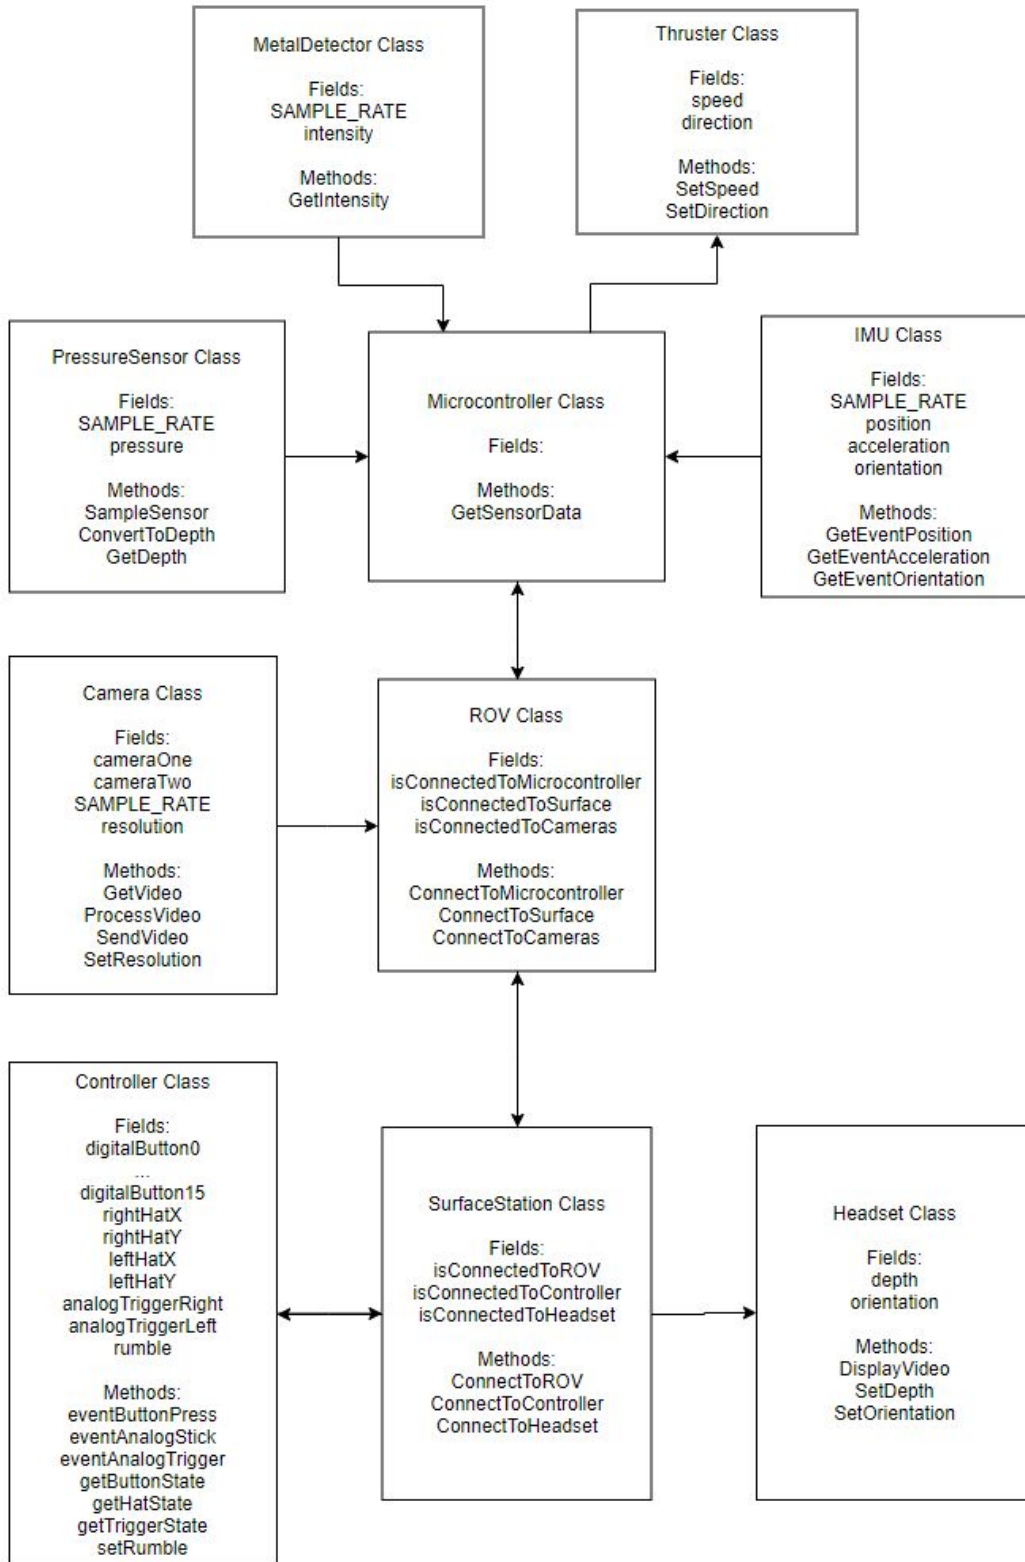 MetalDetector Class
Fields:
SAMPLE_RATE
intensity
Methods:
GetIntensity
Thruster Class
Fields:
speed
direction
Methods:
SetSpeed
SetDirection
PressureSensor Class
Fields:
SAMPLE_RATE
pressure
Methods:
SampleSensor
ConvertToDepth
GetDepth
Microcontroller Class
Fields:
Methods:
GetSensorData
IMU Class
Fields:
SAMPLE_RATE
position
acceleration
orientation
Methods:
GetEventPosition
GetEventAcceleration
GetEventOrientation
Camera Class
Fields:
cameraOne
cameraTwo
SAMPLE_RATE
resolution
Methods:
GetVideo
ProcessVideo
SendVideo
SetResolution
ROV Class
Fields:
isConnectedToMicrocontroller
isConnectedToSurface
isConnectedToCameras
Methods:
ConnectToMicrocontroller
ConnectToSurface
ConnectToCameras
Controller Class
Fields:
digitalButton0
...
digitalButton15
rightHatX
rightHatY
leftHatX
leftHatY
analogTriggerRight
analogTriggerLeft
rumble
Methods:
eventButtonPress
eventAnalogStick
eventAnalogTrigger
getButtonState
getHatState
getTriggerState
setRumble
SurfaceStation Class
Fields:
isConnectedToROV
isConnectedToController
isConnectedToHeadset
Methods:
ConnectToROV
ConnectToController
ConnectToHeadset
Headset Class
Fields:
depth
orientation
Methods:
DisplayVideo
SetDepth
SetOrientation